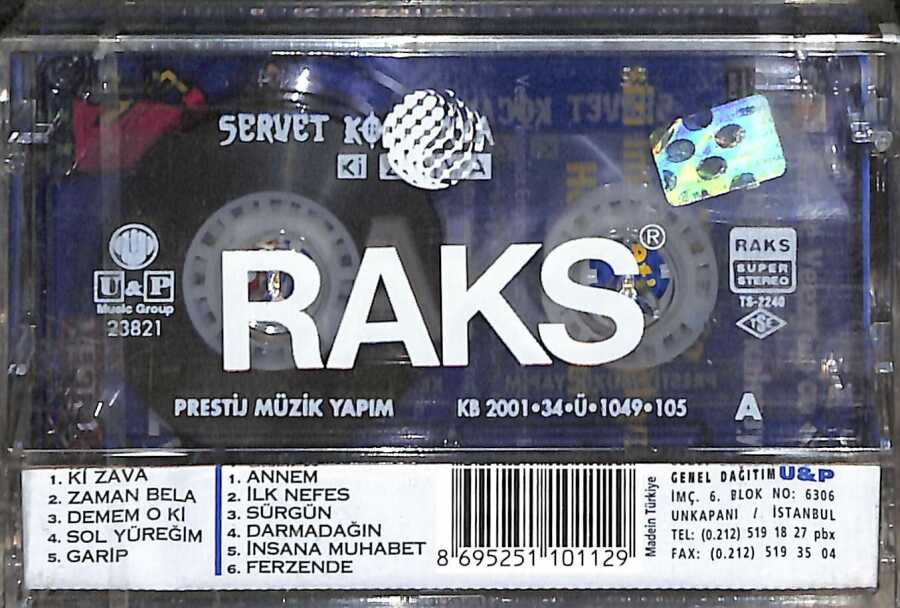 SERVET
Kİ
RAKS®
U&P
Music Group
23821
RAKS
SUPER
STEREO
TS-2240
TSE
PRESTİJ MÜZİK YAPIM
KB 2001•34•Ü•1049•105
A
1. Kİ ZAVA
2. ZAMAN BELA
3. DEMEM O Kİ
4. SOL YÜREĞİM
5. GARİP
1. ANNEM
2. İLK NEFES
3. SÜRGÜN
4. DARMADAĞIN
5. İNSANA MUHABET
6. FERZENDE
8 695251 101129
Madein Türkiye
GENEL DAĞITIM U&P
İMÇ. 6. BLOK NO: 6306
UNKAPANI / İSTANBUL
TEL: (0.212) 519 18 27 pbx
FAX: (0.212) 519 35 04